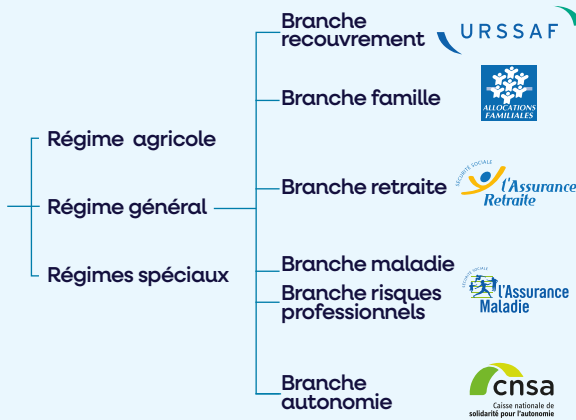 Branche
recouvrement
URSSAF
Branche famille
ALLOCATIONS
FAMILIALES
Régime agricole
Régime général
Régimes spéciaux
Branche retraite
SÉCURITÉ SOCIALE
l'Assurance
Retraite
Branche maladie
Branche risques
professionnels
SÉCURITÉ SOCIALE
l'Assurance
Maladie
Branche
autonomie
cnsa
Caisse nationale de
solidarité pour l'autonomie